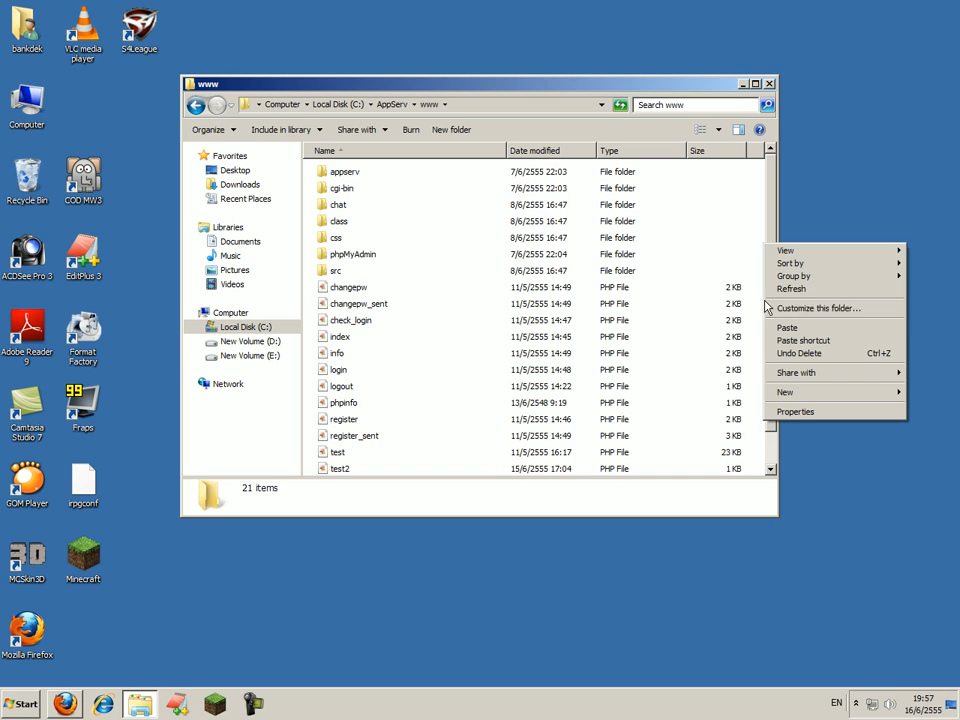 bankdek
VLC media player
S4League
Computer
Recycle Bin
COD MW3
ACDSee Pro 3
EditPlus 3
Adobe Reader 9
Format Factory
99
Camtasia Studio 7
Fraps
GOM Player
irpgconf
3D
MCSkin3D
Minecraft
Mozilla Firefox
www
Computer Local Disk (C:) AppServ www
Search www
Organize Include in library Share with Burn New folder
Favorites
Desktop
Downloads
Recent Places
Libraries
Documents
Music
Pictures
Videos
Computer
Local Disk (C:)
New Volume (D:)
New Volume (E:)
Network
Name Date modified Type Size
appserv 7/6/2555 22:03 File folder
cgi-bin 7/6/2555 22:03 File folder
chat 8/6/2555 16:47 File folder
class 8/6/2555 16:47 File folder
css 8/6/2555 16:47 File folder
phpMyAdmin 7/6/2555 22:04 File folder
src 8/6/2555 16:47 File folder
changepw 11/5/2555 14:49 PHP File 2 KB
changepw_sent 11/5/2555 14:49 PHP File 2 KB
check_login 11/5/2555 14:47 PHP File 2 KB
index 11/5/2555 14:45 PHP File 2 KB
info 11/5/2555 14:49 PHP File 2 KB
login 11/5/2555 14:48 PHP File 2 KB
logout 11/5/2555 14:22 PHP File 1 KB
phpinfo 13/6/2548 9:19 PHP File 1 KB
register 11/5/2555 14:46 PHP File 2 KB
register_sent 11/5/2555 14:49 PHP File 3 KB
test 11/5/2555 16:17 PHP File 23 KB
test2 15/6/2555 17:04 PHP File 1 KB
21 items
View
Sort by
Group by
Refresh
Customize this folder...
Paste
Paste shortcut
Undo Delete Ctrl+Z
Share with
New
Properties
Start
EN
19:57
16/6/2555